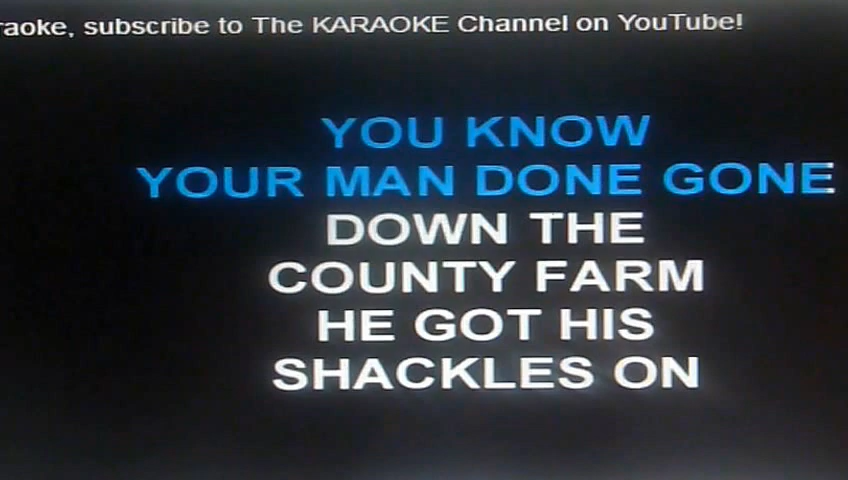 raoke, subscribe to The KARAOKE Channel on YouTube!
YOU KNOW
YOUR MAN DONE GONE
DOWN THE
COUNTY FARM
HE GOT HIS
SHACKLES ON